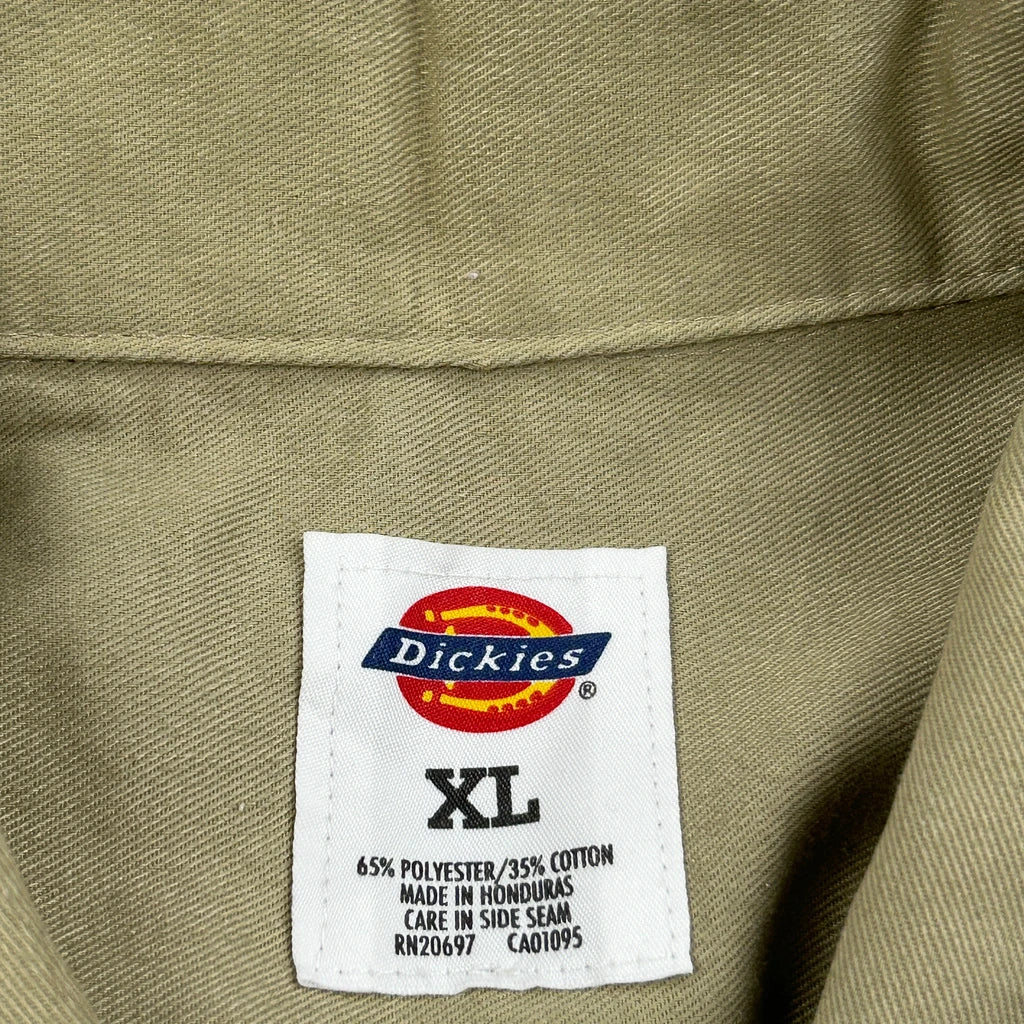 Dickies
®
XL
65% POLYESTER/35% COTTON
MADE IN HONDURAS
CARE IN SIDE SEAM
RN20697 CA01095